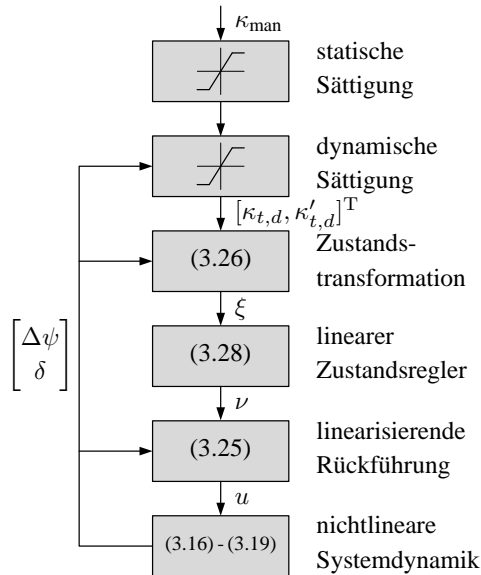 κ_man
statische
Sättigung
dynamische
Sättigung
[κ_{t,d}, κ′_{t,d}]^T
(3.26)
Zustands-
transformation
ξ
(3.28)
linearer
Zustandsregler
[Δψ
δ]
ν
(3.25)
linearisierende
Rückführung
u
(3.16) - (3.19)
nichtlineare
Systemdynamik